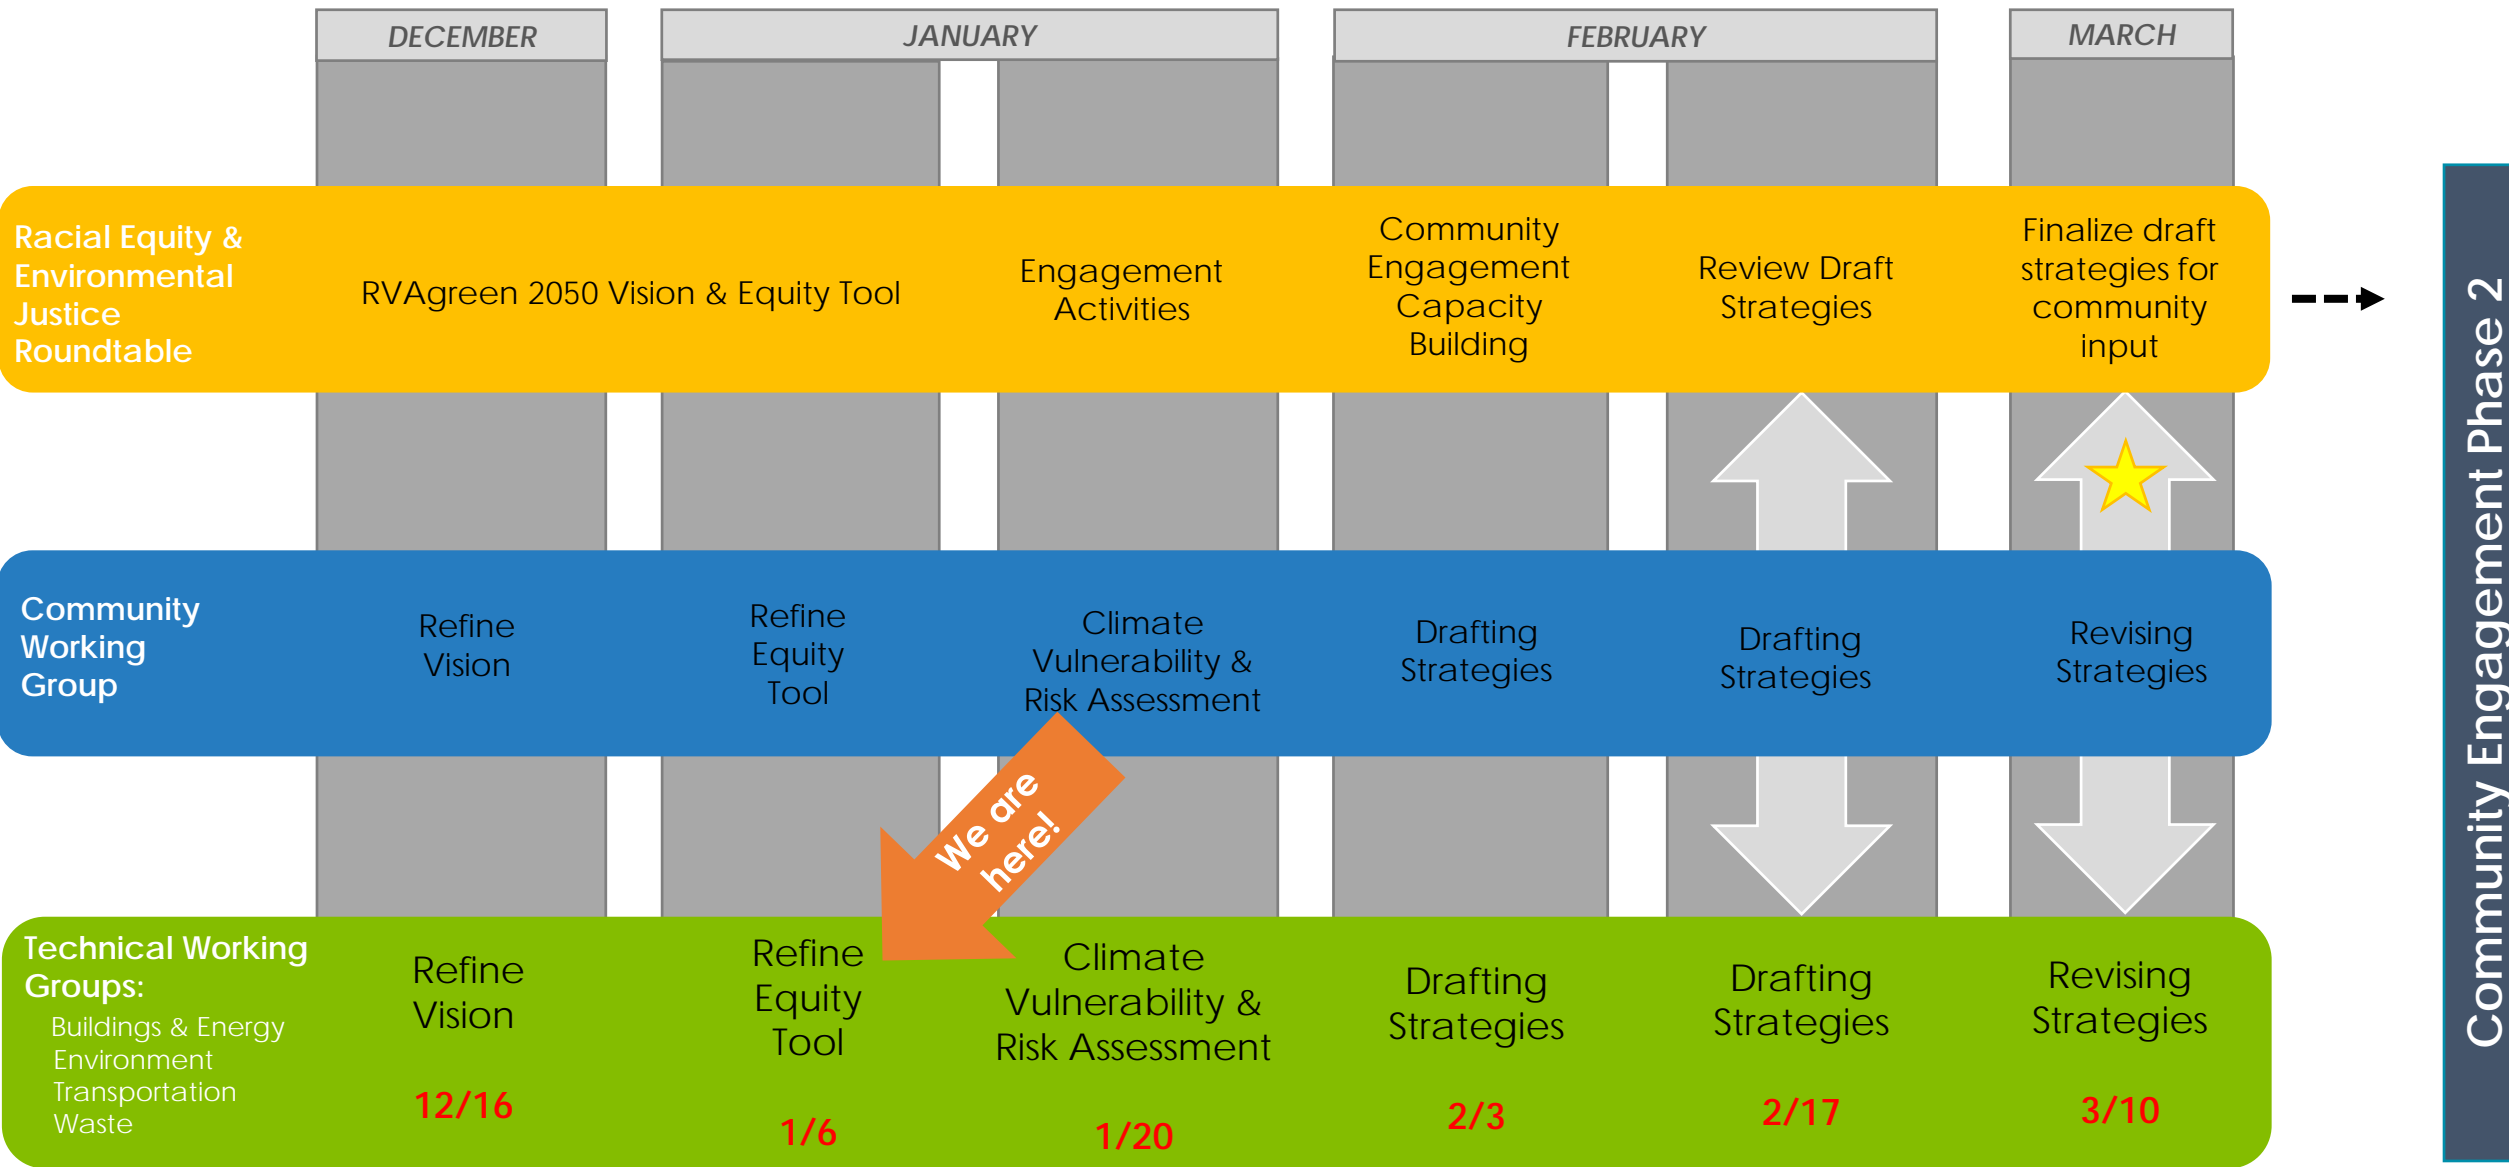 DECEMBER
JANUARY
FEBRUARY
MARCH
Racial Equity &
Environmental
Justice
Roundtable
RVAgreen 2050 Vision & Equity Tool
Engagement
Activities
Community
Engagement
Capacity
Building
Review Draft
Strategies
Finalize draft
strategies for
community
input
Community
Working
Group
Refine
Vision
Refine
Equity
Tool
Climate
Vulnerability &
Risk Assessment
Drafting
Strategies
Drafting
Strategies
Revising
Strategies
We are
here!
Technical Working
Groups:
Buildings & Energy
Environment
Transportation
Waste
Refine
Vision
12/16
Refine
Equity
Tool
1/6
Climate
Vulnerability &
Risk Assessment
1/20
Drafting
Strategies
2/3
Drafting
Strategies
2/17
Revising
Strategies
3/10
Community Engagement Phase 2